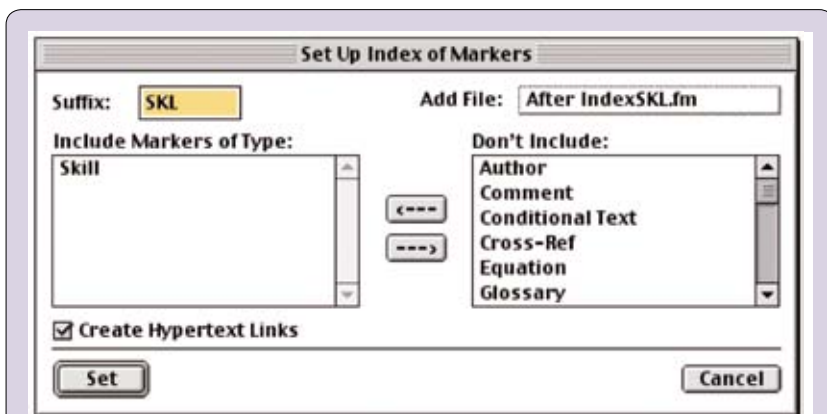 Set Up Index of Markers
Suffix: SKL Add File: After IndexSKL.fm
Include Markers of Type: Don't Include:
Skill Author
Comment
<--- Conditional Text
---> Cross-Ref
Equation
Glossary
Create Hypertext Links
Set Cancel